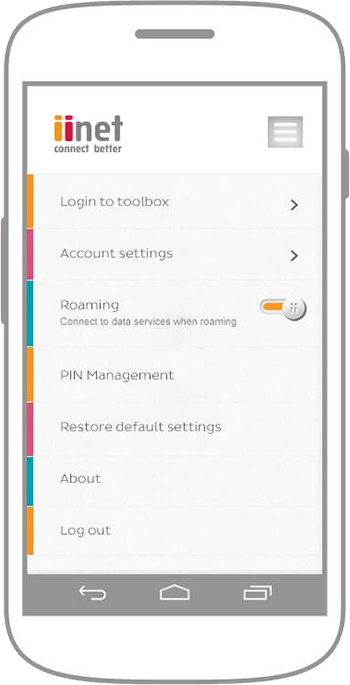 iinet
connect better
Login to toolbox
Account settings
Roaming
Connect to data services when roaming
PIN Management
Restore default settings
About
Log out